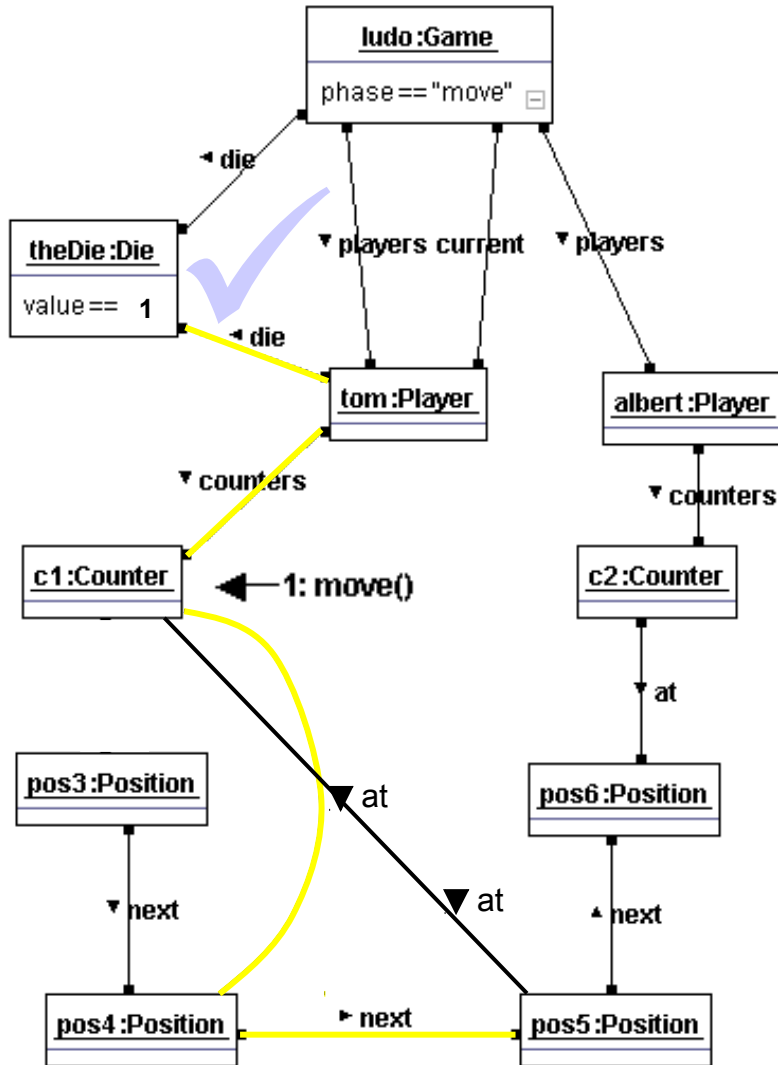 ludo :Game
phase == "move"
◄ die
▼ players current
▼ players
theDie :Die
value == 1
◄ die
tom :Player
albert :Player
▼ counters
▼ counters
c1 :Counter
1: move()
c2 :Counter
▼ at
pos3 :Position
pos6 :Position
▼ at
▼ at
▼ next
▲ next
► next
pos4 :Position
pos5 :Position